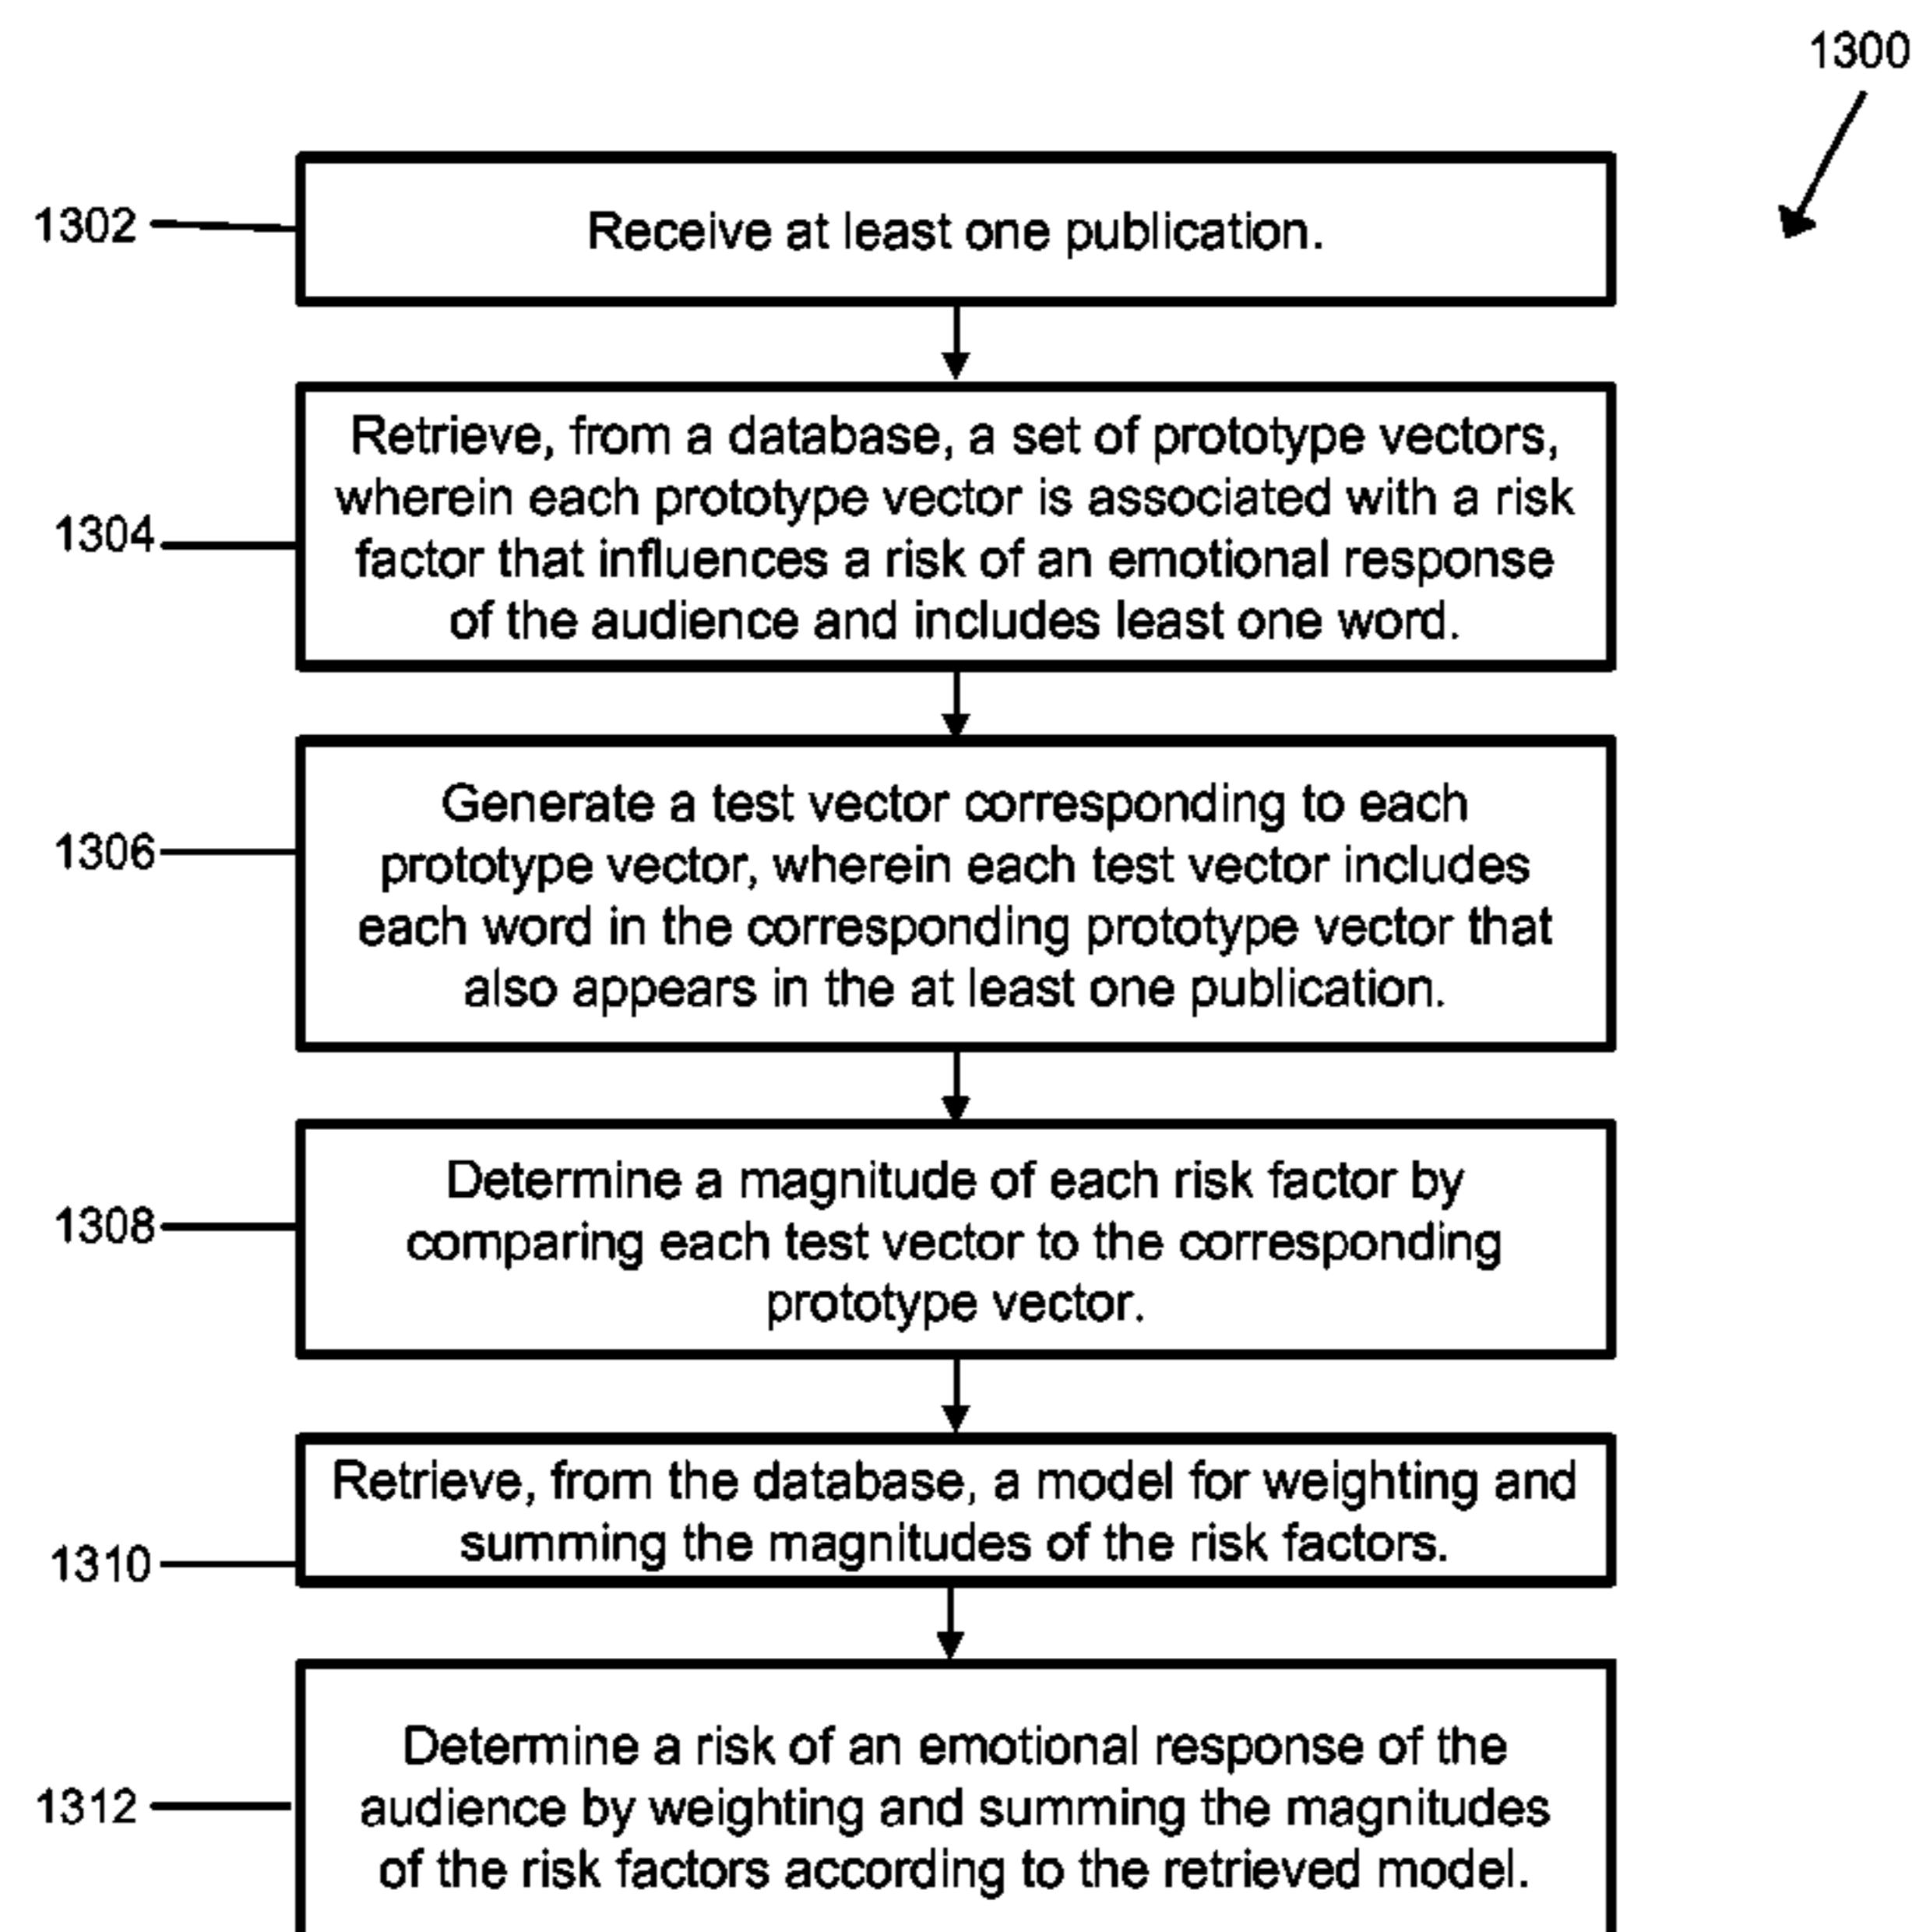 1300
1302
Receive at least one publication.
Retrieve, from a database, a set of prototype vectors,
wherein each prototype vector is associated with a risk
1304
factor that influences a risk of an emotional response
of the audience and includes least one word.
Generate a test vector corresponding to each
1306
prototype vector, wherein each test vector includes
each word in the corresponding prototype vector that
also appears in the at least one publication.
Determine a magnitude of each risk factor by
1308
comparing each test vector to the corresponding
prototype vector.
Retrieve, from the database, a model for weighting and
summing the magnitudes of the risk factors.
1310
Determine a risk of an emotional response of the
1312
audience by weighting and summing the magnitudes
of the risk factors according to the retrieved model.